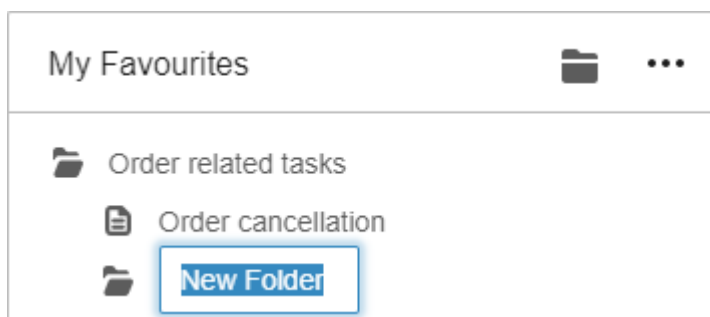 My Favourites
Order related tasks
Order cancellation
New Folder